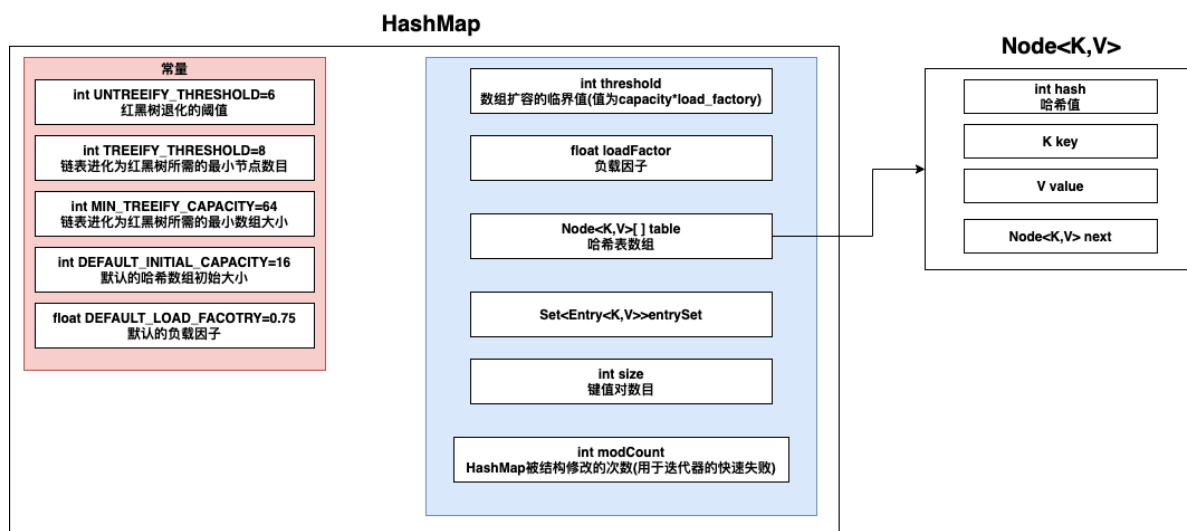 HashMap
常量
int UNTREEIFY_THRESHOLD=6
红黑树退化的阈值
int TREEIFY_THRESHOLD=8
链表进化为红黑树所需的最小节点数目
int MIN_TREEIFY_CAPACITY=64
链表进化为红黑树所需的最小数组大小
int DEFAULT_INITIAL_CAPACITY=16
默认的哈希数组初始大小
float DEFAULT_LOAD_FACOTRY=0.75
默认的负载因子
int threshold
数组扩容的临界值(值为capacity*load_factory)
float loadFactor
负载因子
Node<K,V>[ ] table
哈希表数组
Set<Entry<K,V>>entrySet
int size
键值对数目
int modCount
HashMap被结构修改的次数(用于迭代器的快速失败)
Node<K,V>
int hash
哈希值
K key
V value
Node<K,V> next